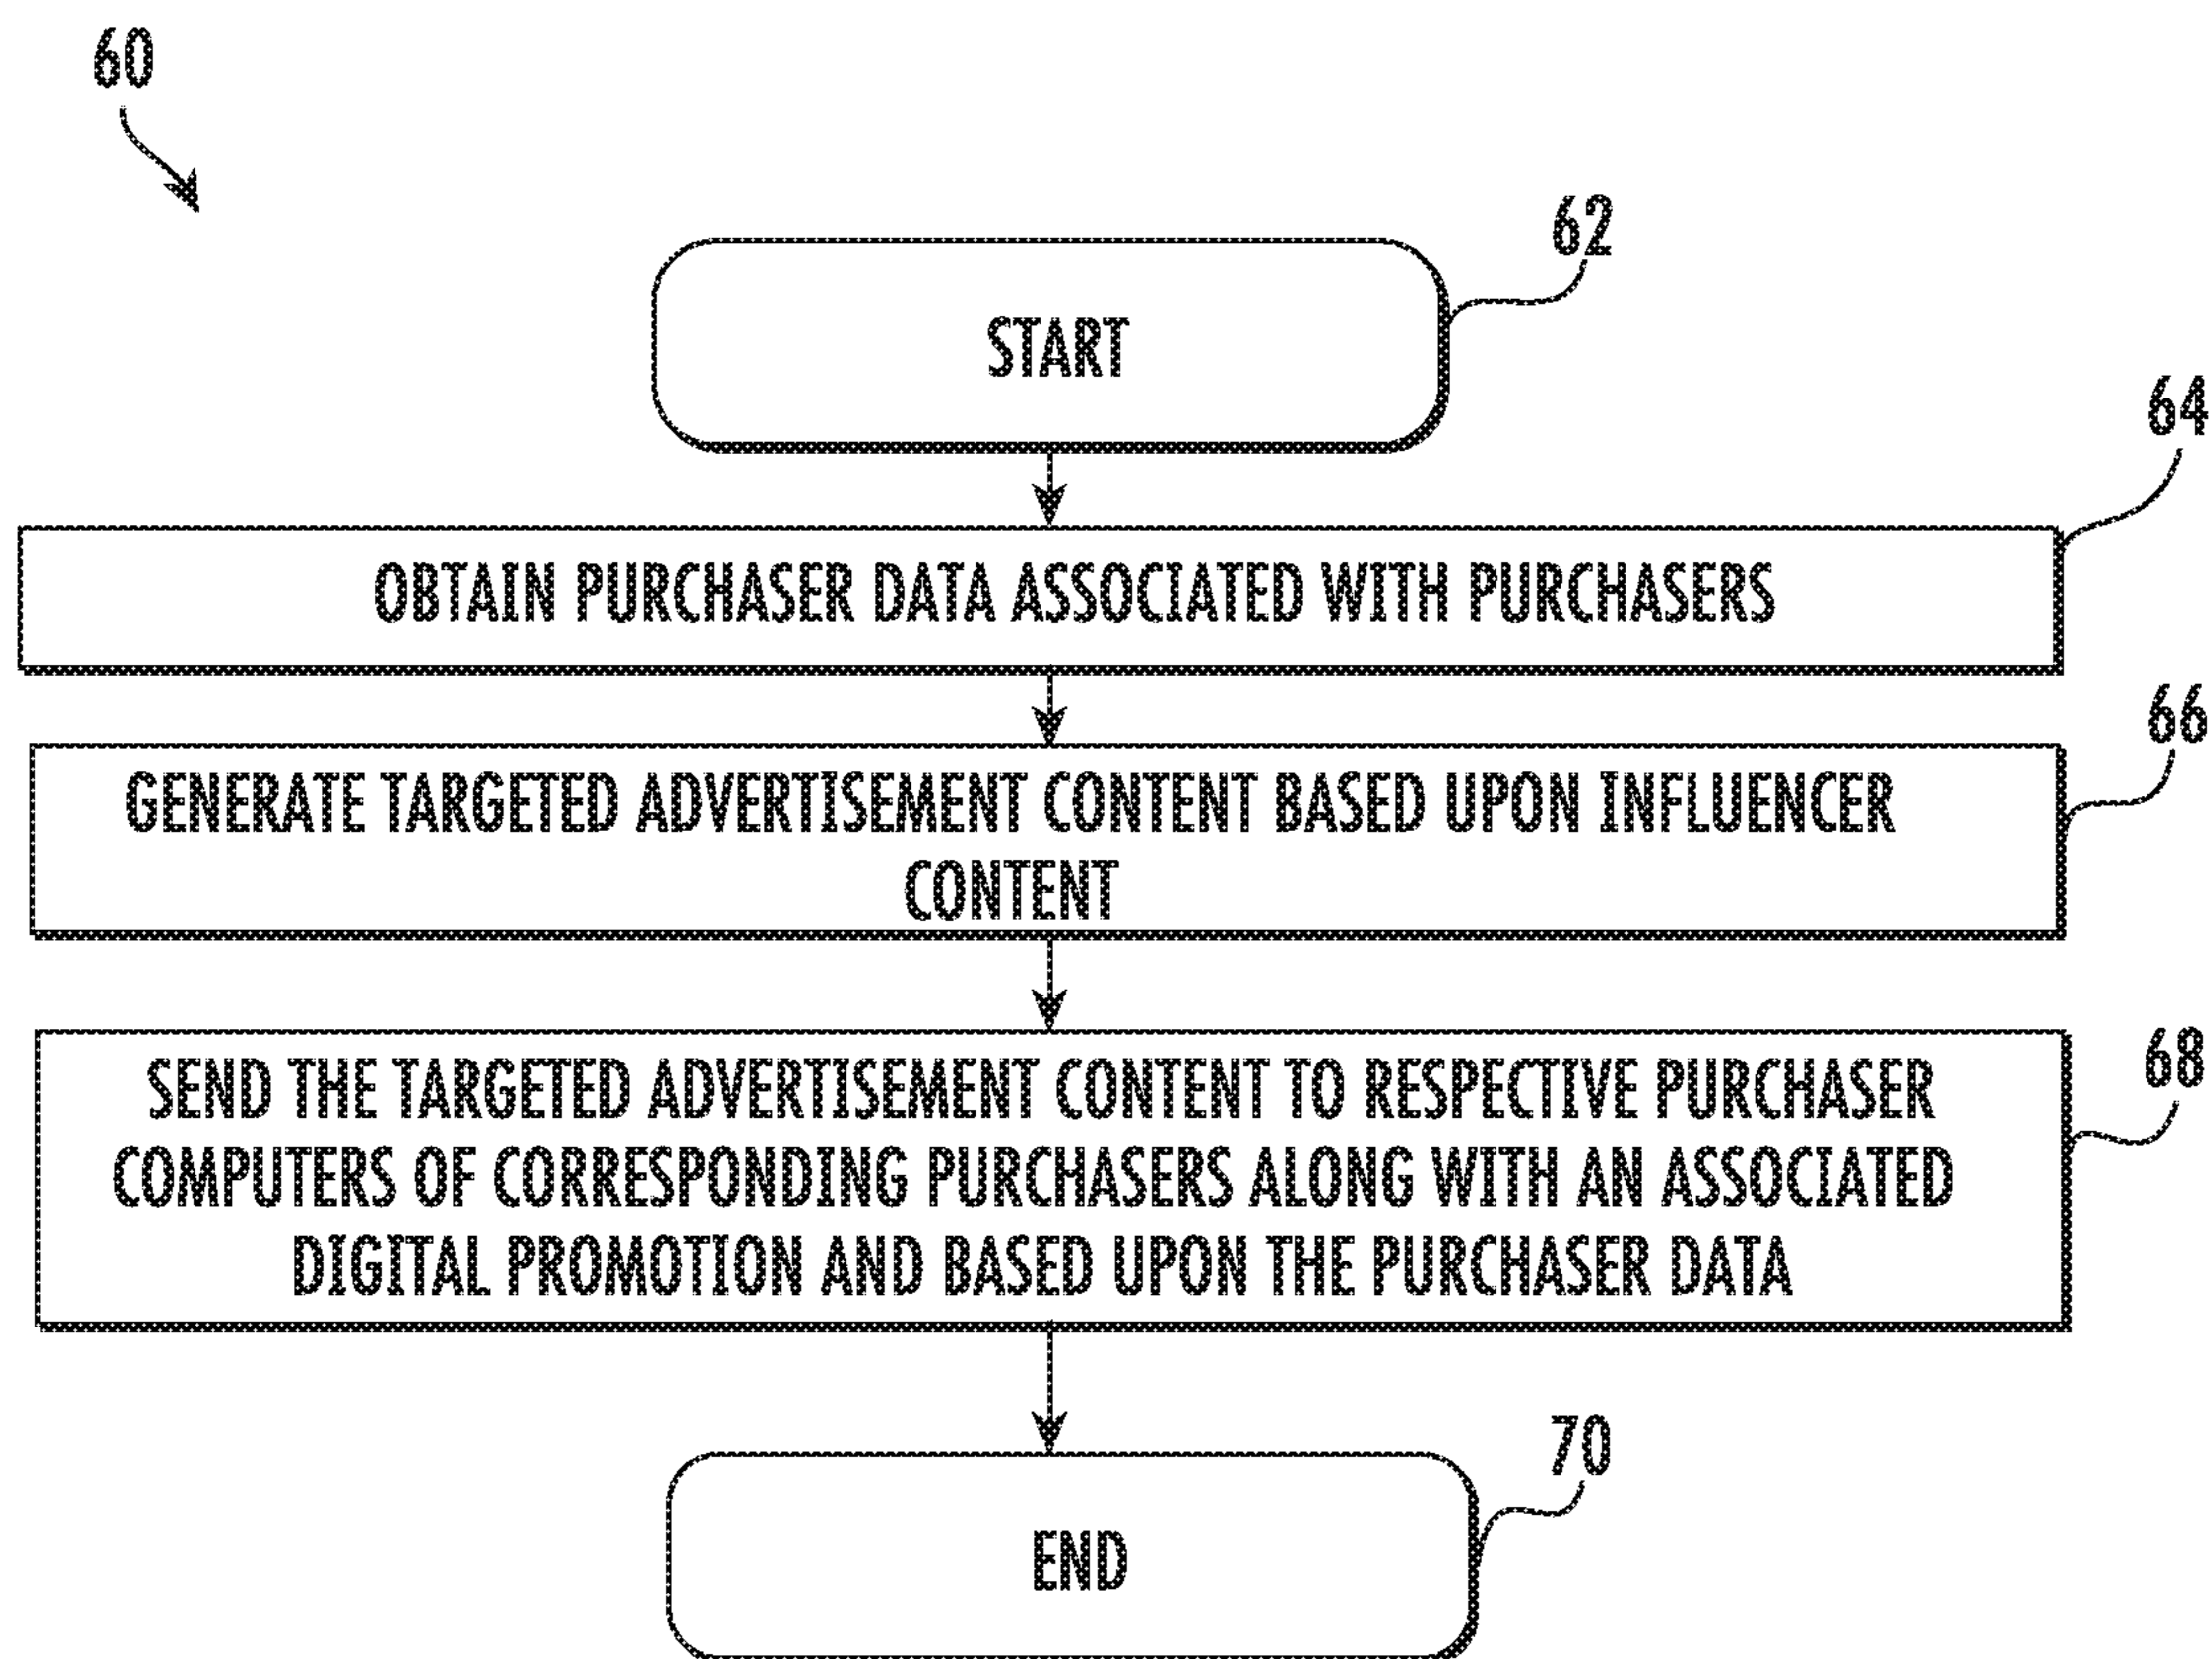 60
62
START
64
OBTAIN PURCHASER DATA ASSOCIATED WITH PURCHASERS
66
GENERATE TARGETED ADVERTISEMENT CONTENT BASED UPON INFLUENCER
CONTENT
68
SEND THE TARGETED ADVERTISEMENT CONTENT TO RESPECTIVE PURCHASER
COMPUTERS OF CORRESPONDING PURCHASERS ALONG WITH AN ASSOCIATED
DIGITAL PROMOTION AND BASED UPON THE PURCHASER DATA
70
END